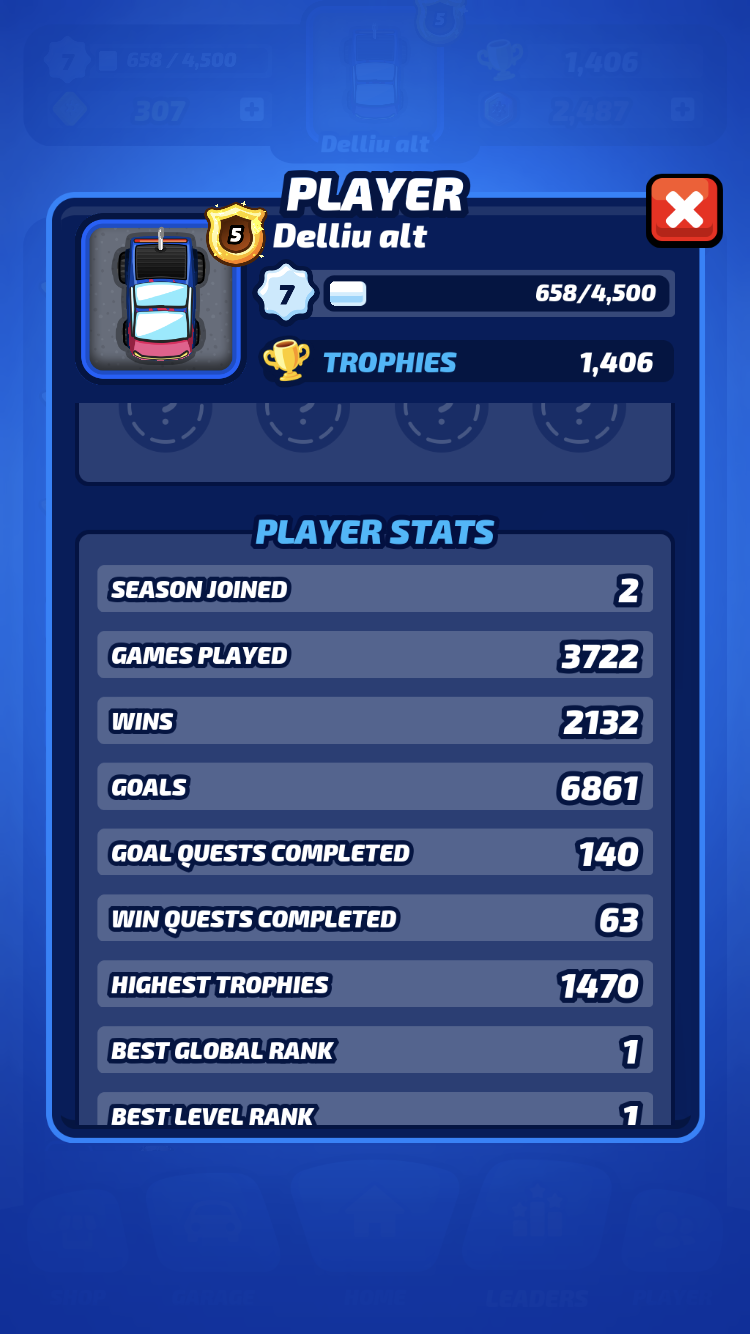 7 658 / 4,500 5 1,406
307 2,487
Delliu alt
PLAYER
5 Delliu alt
7 658/4,500
TROPHIES 1,406
PLAYER STATS
SEASON JOINED 2
GAMES PLAYED 3722
WINS 2132
GOALS 6861
GOAL QUESTS COMPLETED 140
WIN QUESTS COMPLETED 63
HIGHEST TROPHIES 1470
BEST GLOBAL RANK 1
BEST LEVEL RANK 1
LEADERS